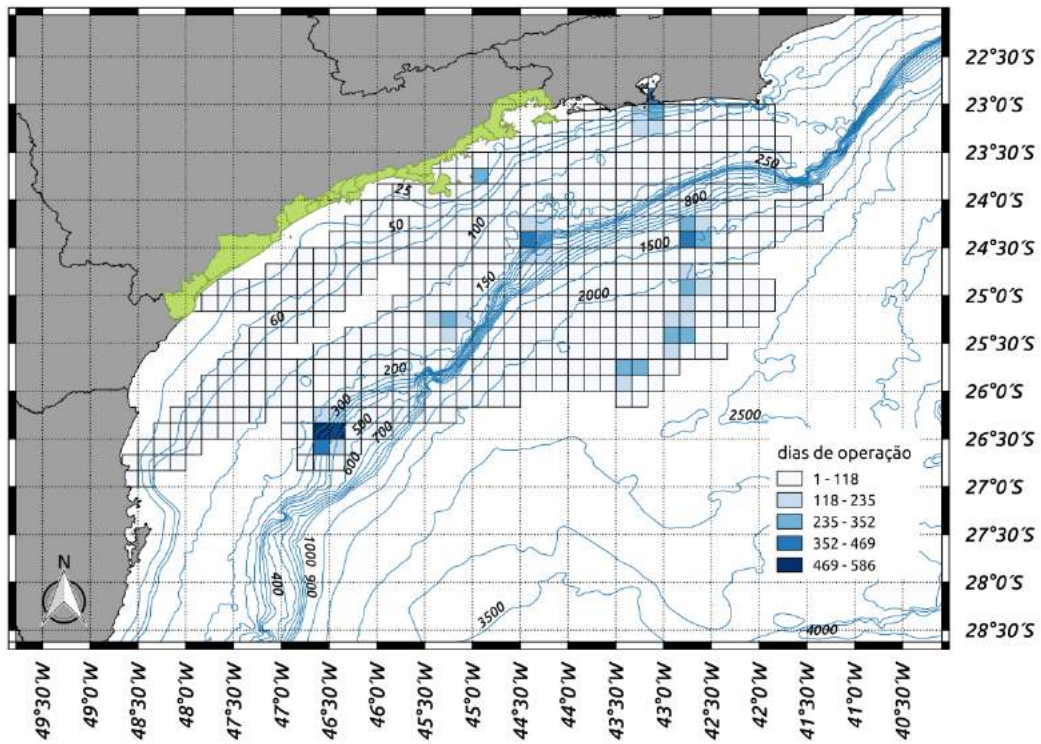 22°30'S
23°0'S
23°30'S
24°0'S
24°30'S
25°0'S
25°30'S
26°0'S
26°30'S
27°0'S
27°30'S
28°0'S
28°30'S
250
25
800
50
100
1500
150
2000
60
200
300
500
700
600
2500
1000
900
400
3500
4000
dias de operação
1 - 118
118 - 235
235 - 352
352 - 469
469 - 586
N
49°30'W
49°0'W
48°0'W
47°30'W
47°0'W
46°30'W
46°0'W
45°30'W
45°0'W
44°30'W
44°0'W
43°30'W
43°0'W
42°30'W
42°0'W
41°30'W
41°0'W
40°30'W